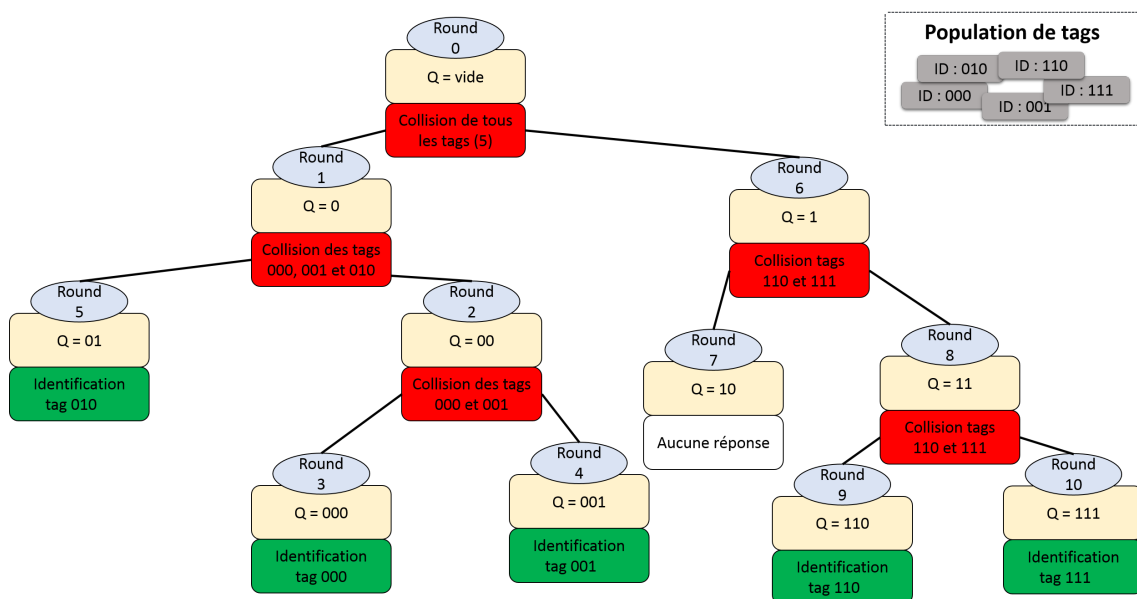 Round
0
Q = vide
Collision de tous
les tags (5)
Population de tags
ID : 010
ID : 110
ID : 000
ID : 111
ID : 001
Round
1
Q = 0
Collision des tags
000, 001 et 010
Round
6
Q = 1
Collision tags
110 et 111
Round
5
Q = 01
Identification
tag 010
Round
2
Q = 00
Collision des tags
000 et 001
Round
7
Q = 10
Aucune réponse
Round
8
Q = 11
Collision tags
110 et 111
Round
3
Q = 000
Identification
tag 000
Round
4
Q = 001
Identification
tag 001
Round
9
Q = 110
Identification
tag 110
Round
10
Q = 111
Identification
tag 111